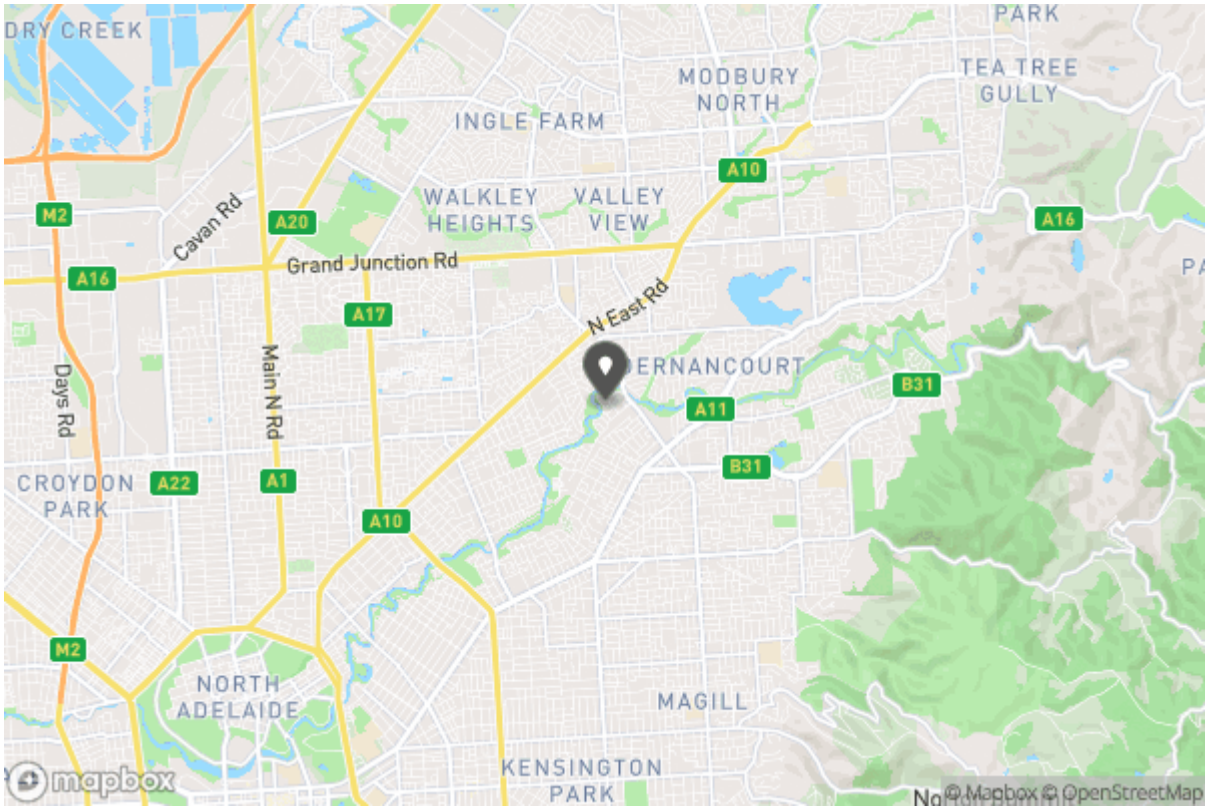 DRY CREEK
PARK
MODBURY
NORTH
TEA TREE
GULLY
INGLE FARM
A10
WALKLEY
HEIGHTS
VALLEY
VIEW
M2
Cavan Rd
A20
A16
Grand Junction Rd
A16
PA
A17
N East Rd
Days Rd
Main N Rd
DERNANCOURT
B31
A11
CROYDON
PARK
A22
A1
B31
A10
M2
NORTH
ADELAIDE
MAGILL
KENSINGTON
PARK
mapbox
© Mapbox © OpenStreetMap